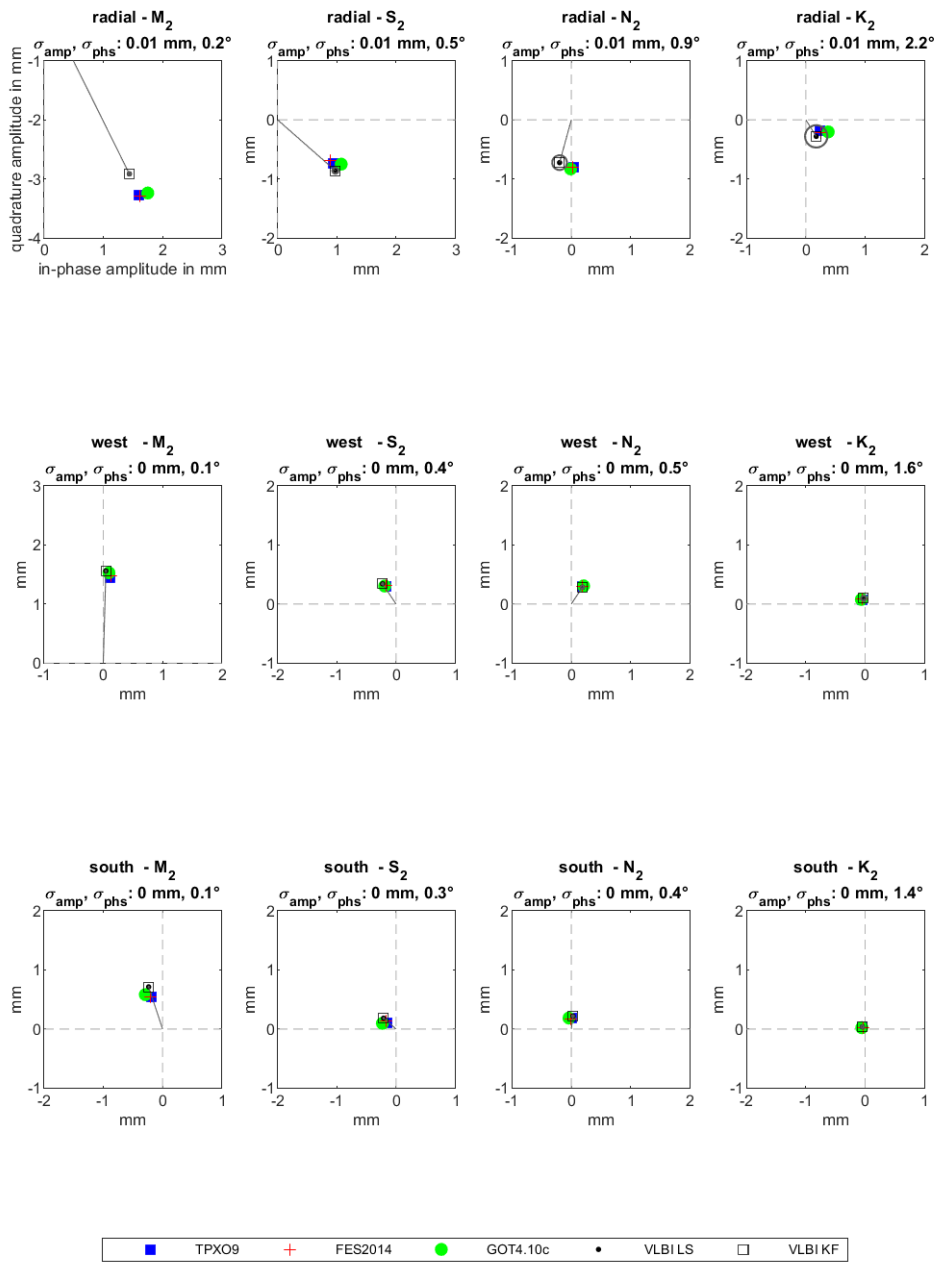 radial - M2 radial - S2 radial - N2 radial - K2
σamp, σphs: 0.01 mm, 0.2° σamp, σphs: 0.01 mm, 0.5° σamp, σphs: 0.01 mm, 0.9° σamp, σphs: 0.01 mm, 2.2°
quadrature amplitude in mm
-1
-2
-3
-4
0 1 2 3
in-phase amplitude in mm
mm
1
0
-1
-2
0 1 2 3
mm
mm
1
0
-1
-2
-1 0 1 2
mm
mm
1
0
-1
-2
-1 0 1 2
mm
west - M2 west - S2 west - N2 west - K2
σamp, σphs: 0 mm, 0.1° σamp, σphs: 0 mm, 0.4° σamp, σphs: 0 mm, 0.5° σamp, σphs: 0 mm, 1.6°
mm
3
2
1
0
-1 0 1 2
mm
mm
2
1
0
-1
-2 -1 0 1
mm
mm
2
1
0
-1
-1 0 1 2
mm
mm
2
1
0
-1
-2 -1 0 1
mm
south - M2 south - S2 south - N2 south - K2
σamp, σphs: 0 mm, 0.1° σamp, σphs: 0 mm, 0.3° σamp, σphs: 0 mm, 0.4° σamp, σphs: 0 mm, 1.4°
mm
2
1
0
-1
-2 -1 0 1
mm
mm
2
1
0
-1
-2 -1 0 1
mm
mm
2
1
0
-1
-1 0 1 2
mm
mm
2
1
0
-1
-2 -1 0 1
mm
TPXO9 FES2014 GOT4.10c VLBI LS VLBI KF